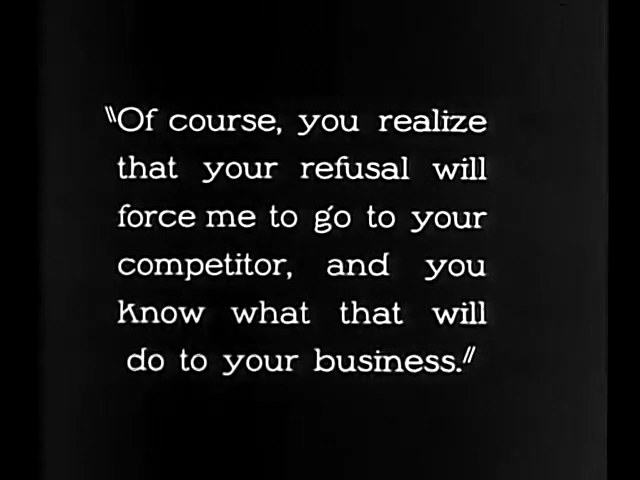 "Of course, you realize
that your refusal will
force me to go to your
competitor, and you
know what that will
do to your business."